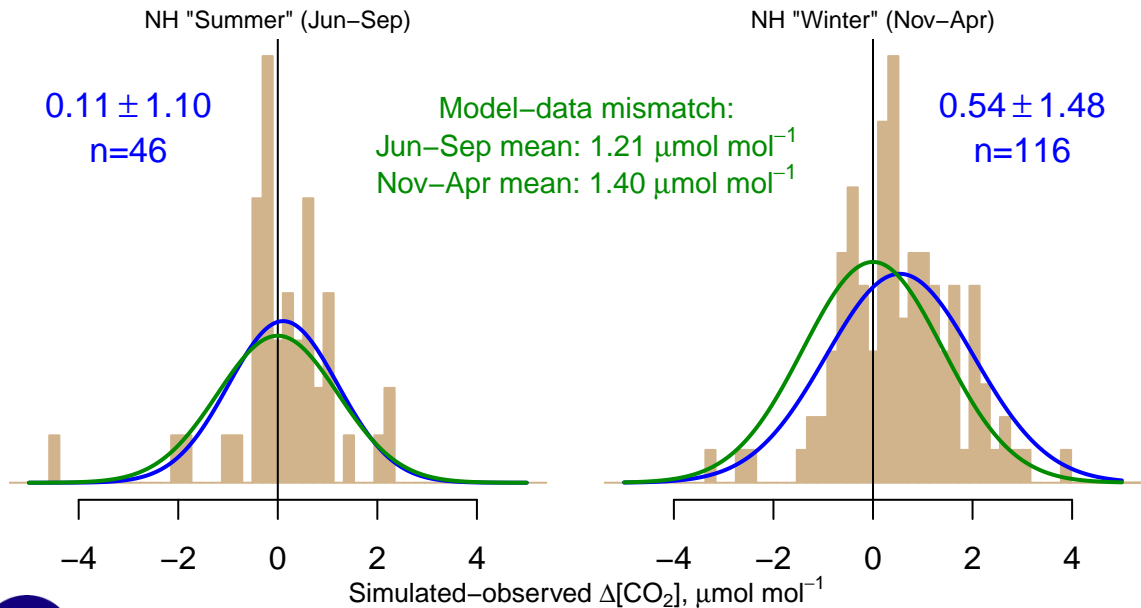 NH "Summer" (Jun−Sep)
NH "Winter" (Nov−Apr)
0.11 ± 1.10
n=46
Model−data mismatch:
Jun−Sep mean: 1.21 μmol mol⁻¹
Nov−Apr mean: 1.40 μmol mol⁻¹
0.54 ± 1.48
n=116
−4 −2 0 2 4
−4 −2 0 2 4
Simulated−observed Δ[CO₂], μmol mol⁻¹